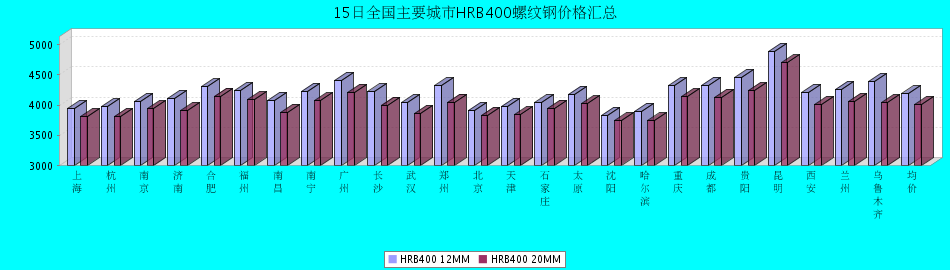 15日全国主要城市HRB400螺纹钢价格汇总
5000
4500
4000
3500
3000
上海
杭州
南京
济南
合肥
福州
南昌
南宁
广州
长沙
武汉
郑州
北京
天津
石家庄
太原
沈阳
哈尔滨
重庆
成都
贵阳
昆明
西安
兰州
乌鲁木齐
均价
HRB400 12MM
HRB400 20MM